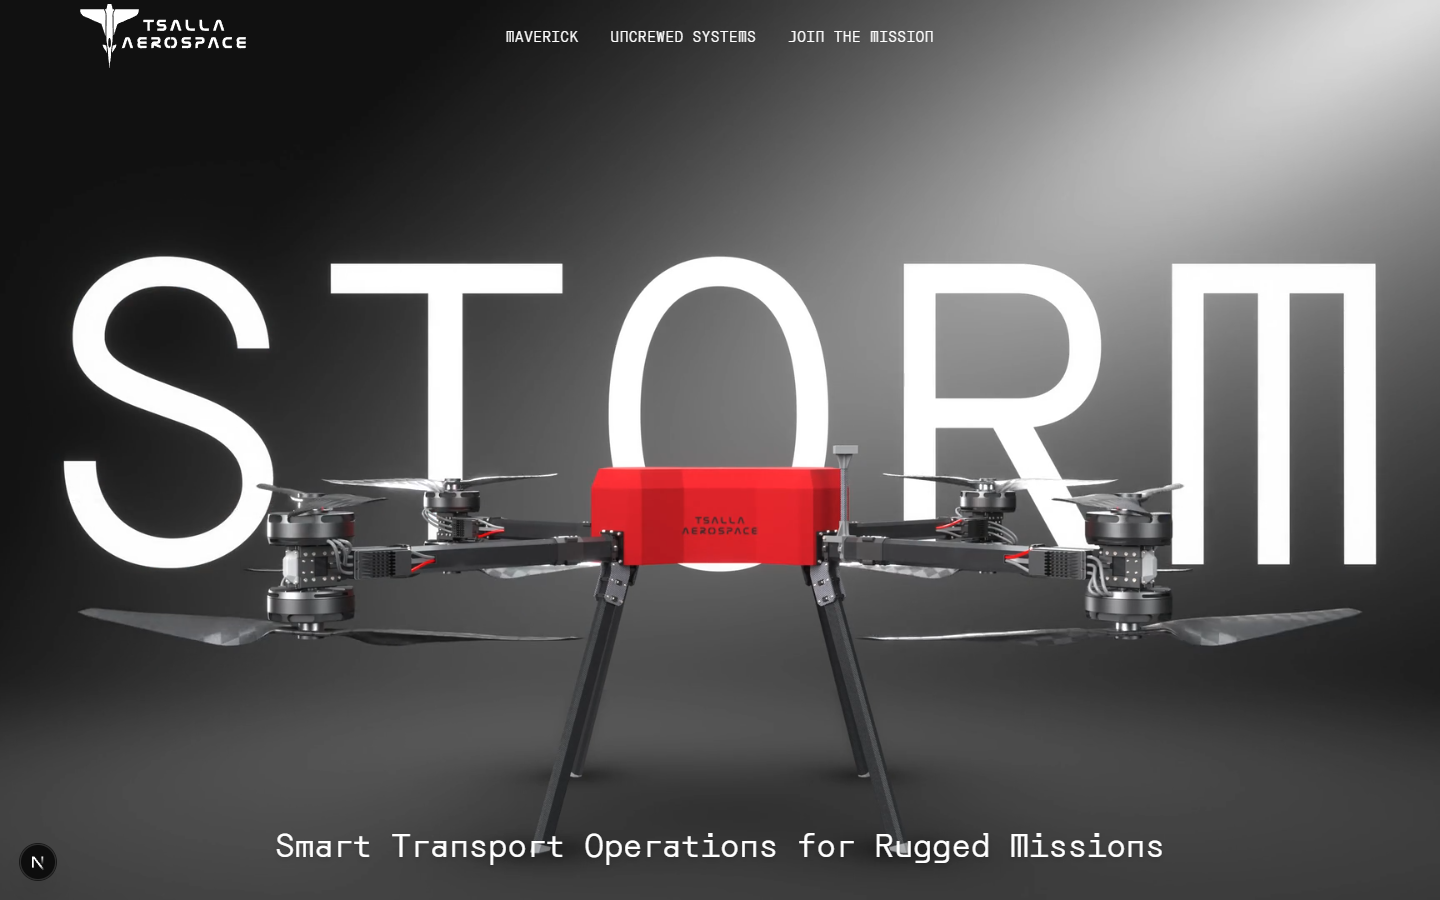 TSALLA
AEROSPACE
MAVERICK
UNCREWED SYSTEMS
JOIN THE MISSION
STORM
TSALLA
AEROSPACE
Smart Transport Operations for Rugged Missions
N